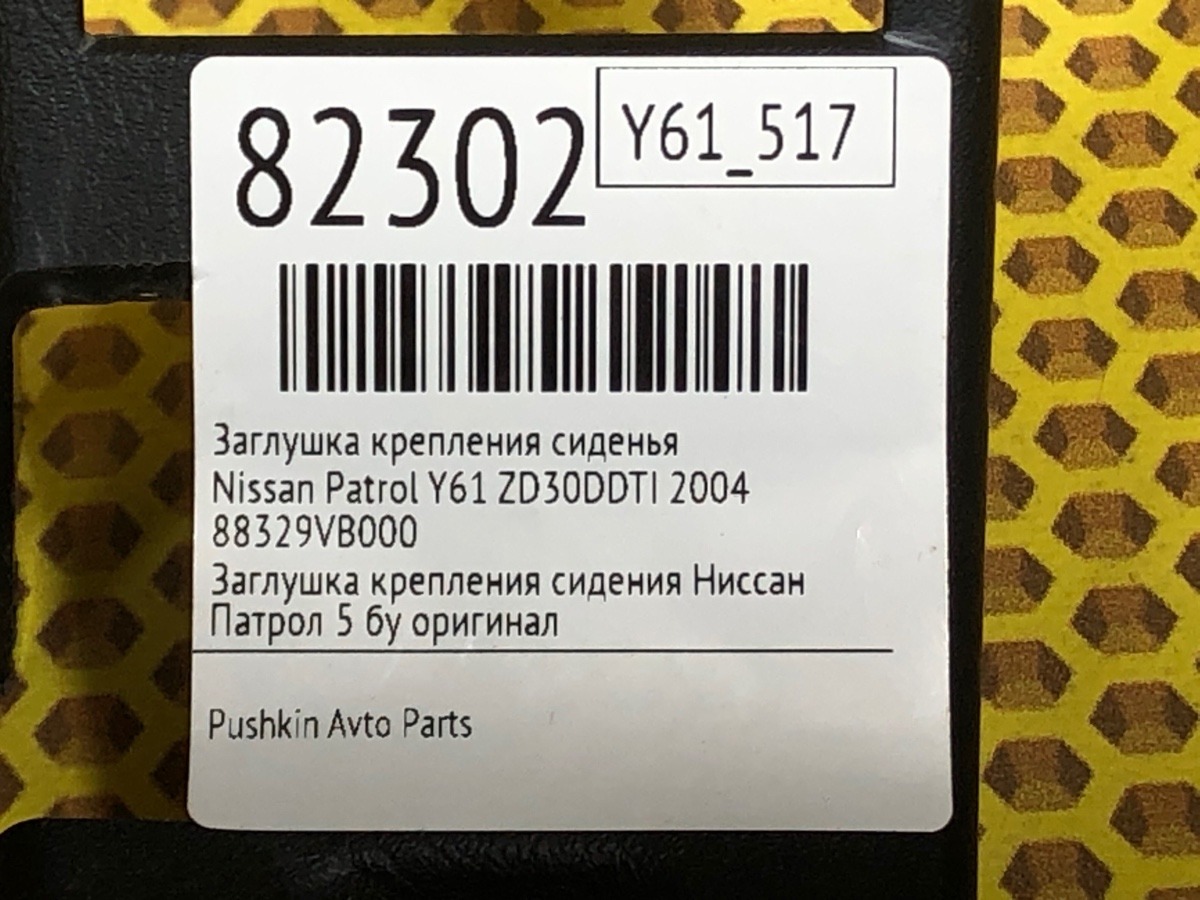 82302
Y61_517
Заглушка крепления сиденья
Nissan Patrol Y61 ZD30DDTI 2004
88329VB000
Заглушка крепления сидения Ниссан
Патрол 5 бу оригинал
Pushkin Avto Parts